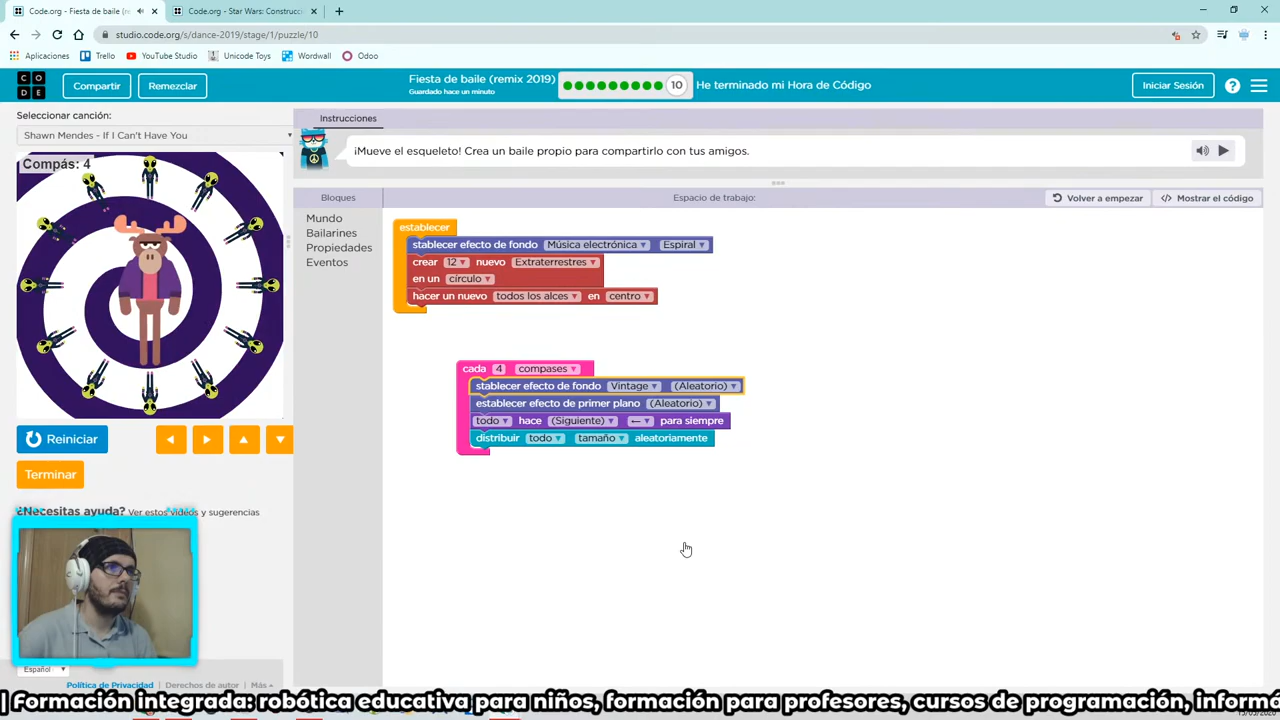 Code.org - Fiesta de baile (re
Code.org - Star Wars: Construcci
studio.code.org/s/dance-2019/stage/1/puzzle/10
Aplicaciones
Trello
YouTube Studio
Unicode Toys
Wordwall
Odoo
C O
D E
Compartir
Remezclar
Fiesta de baile (remix 2019)
Guardado hace un minuto
10
He terminado mi Hora de Código
Iniciar Sesión
Seleccionar canción:
Shawn Mendes - If I Can't Have You
Compás: 4
Reiniciar
Terminar
¿Necesitas ayuda? Ver estos videos y sugerencias
Instrucciones
¡Mueve el esqueleto! Crea un baile propio para compartirlo con tus amigos.
Bloques
Espacio de trabajo:
Volver a empezar
</> Mostrar el código
Mundo
Bailarines
Propiedades
Eventos
establecer
stablecer efecto de fondo Música electrónica Espiral
crear 12 nuevo Extraterrestres
en un círculo
hacer un nuevo todos los alces en centro
cada 4 compases
stablecer efecto de fondo Vintage (Aleatorio)
establecer efecto de primer plano (Aleatorio)
todo hace (Siguiente) ← para siempre
distribuir todo tamaño aleatoriamente
Español
Política de Privacidad | Derechos de autor | Más
| Formación integrada: robótica educativa para niños, formación para profesores, cursos de programación, informá